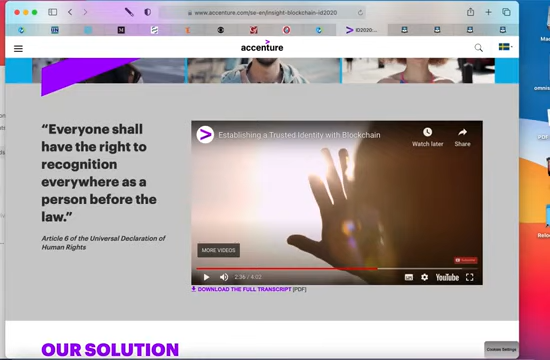 www.accenture.com/se-en/insight-blockchain-id2020
ID2020:...
accenture
“Everyone shall
have the right to
recognition
everywhere as a
person before the
law.”
Article 6 of the Universal Declaration of
Human Rights
Establishing a Trusted Identity with Blockchain
Watch later
Share
MORE VIDEOS
2:36 / 4:02
YouTube
DOWNLOAD THE FULL TRANSCRIPT [PDF]
OUR SOLUTION
Cookies Settings